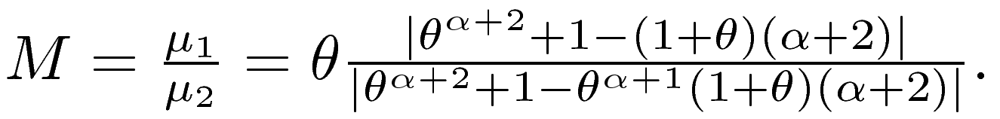 M = \frac{\mu_1}{\mu_2} = \theta \frac{|\theta^{\alpha+2}+1-(1+\theta)(\alpha+2)|}{|\theta^{\alpha+2}+1-\theta^{\alpha+1}(1+\theta)(\alpha+2)|}.